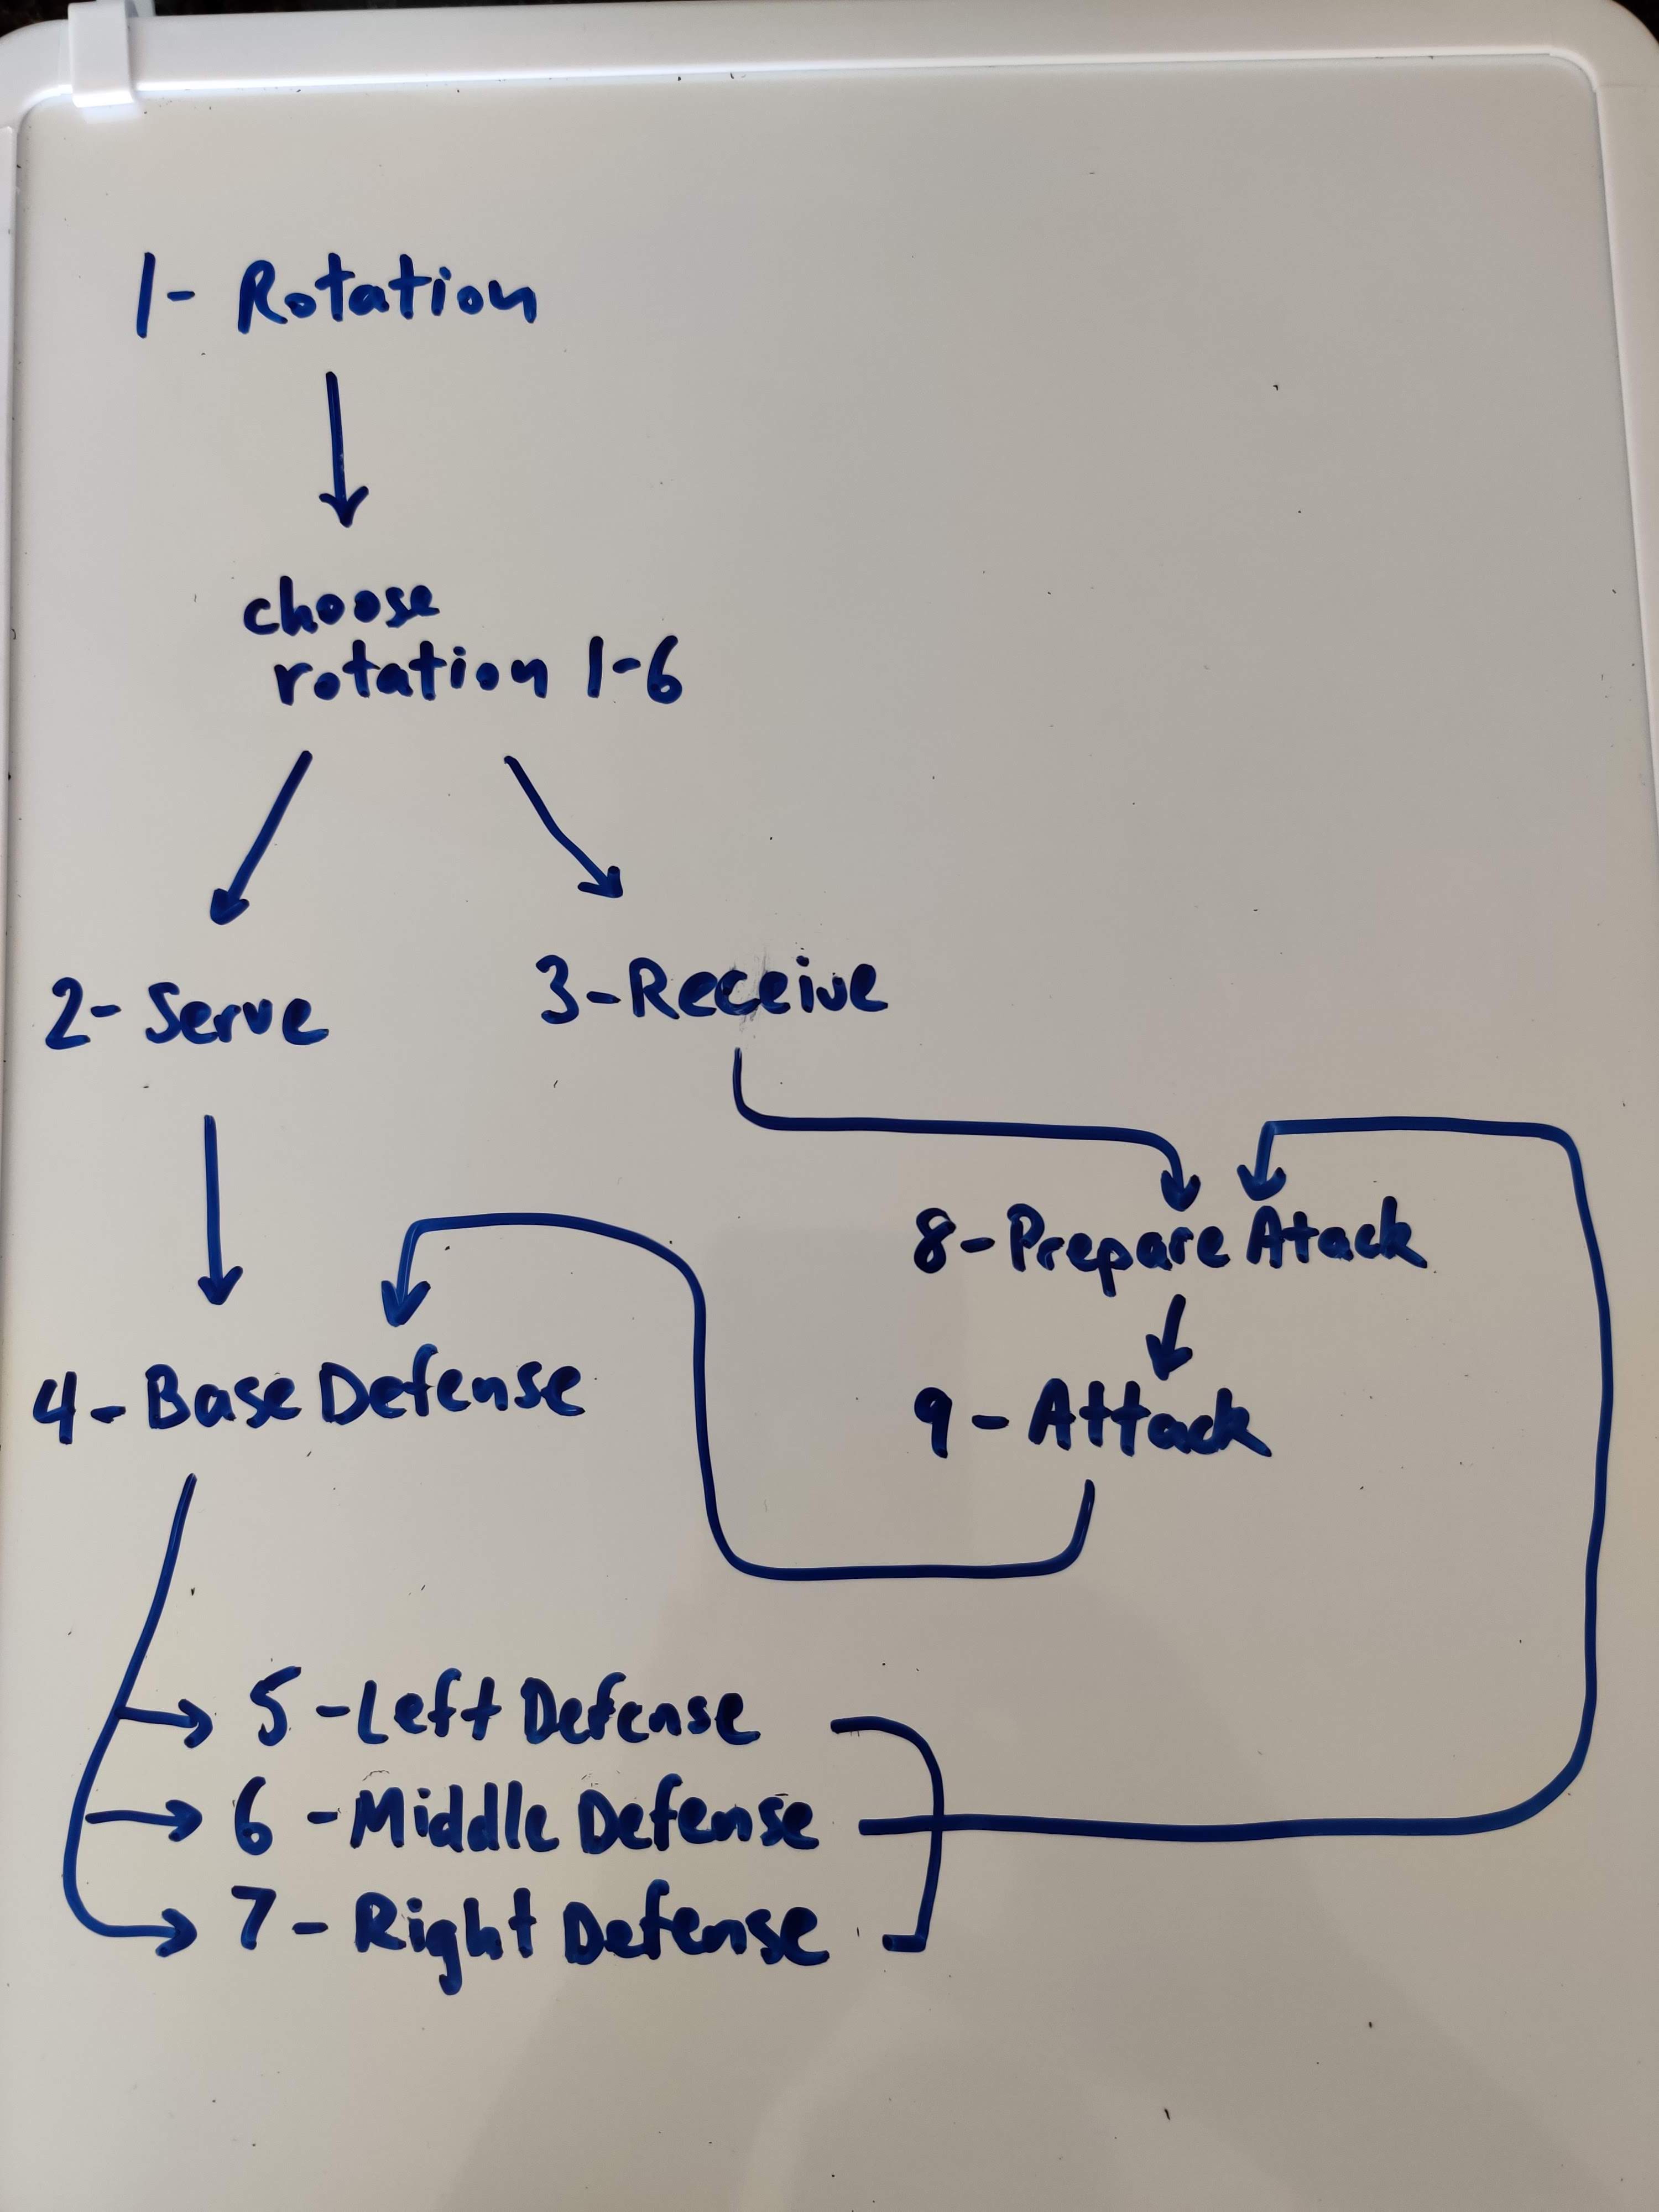 1- Rotation
choose
rotation 1-6
2- Serve
3-Receive
8-Prepare Atack
4-Base Defense
9-Attack
5-Left Defense
6-Middle Defense
7-Right Defense